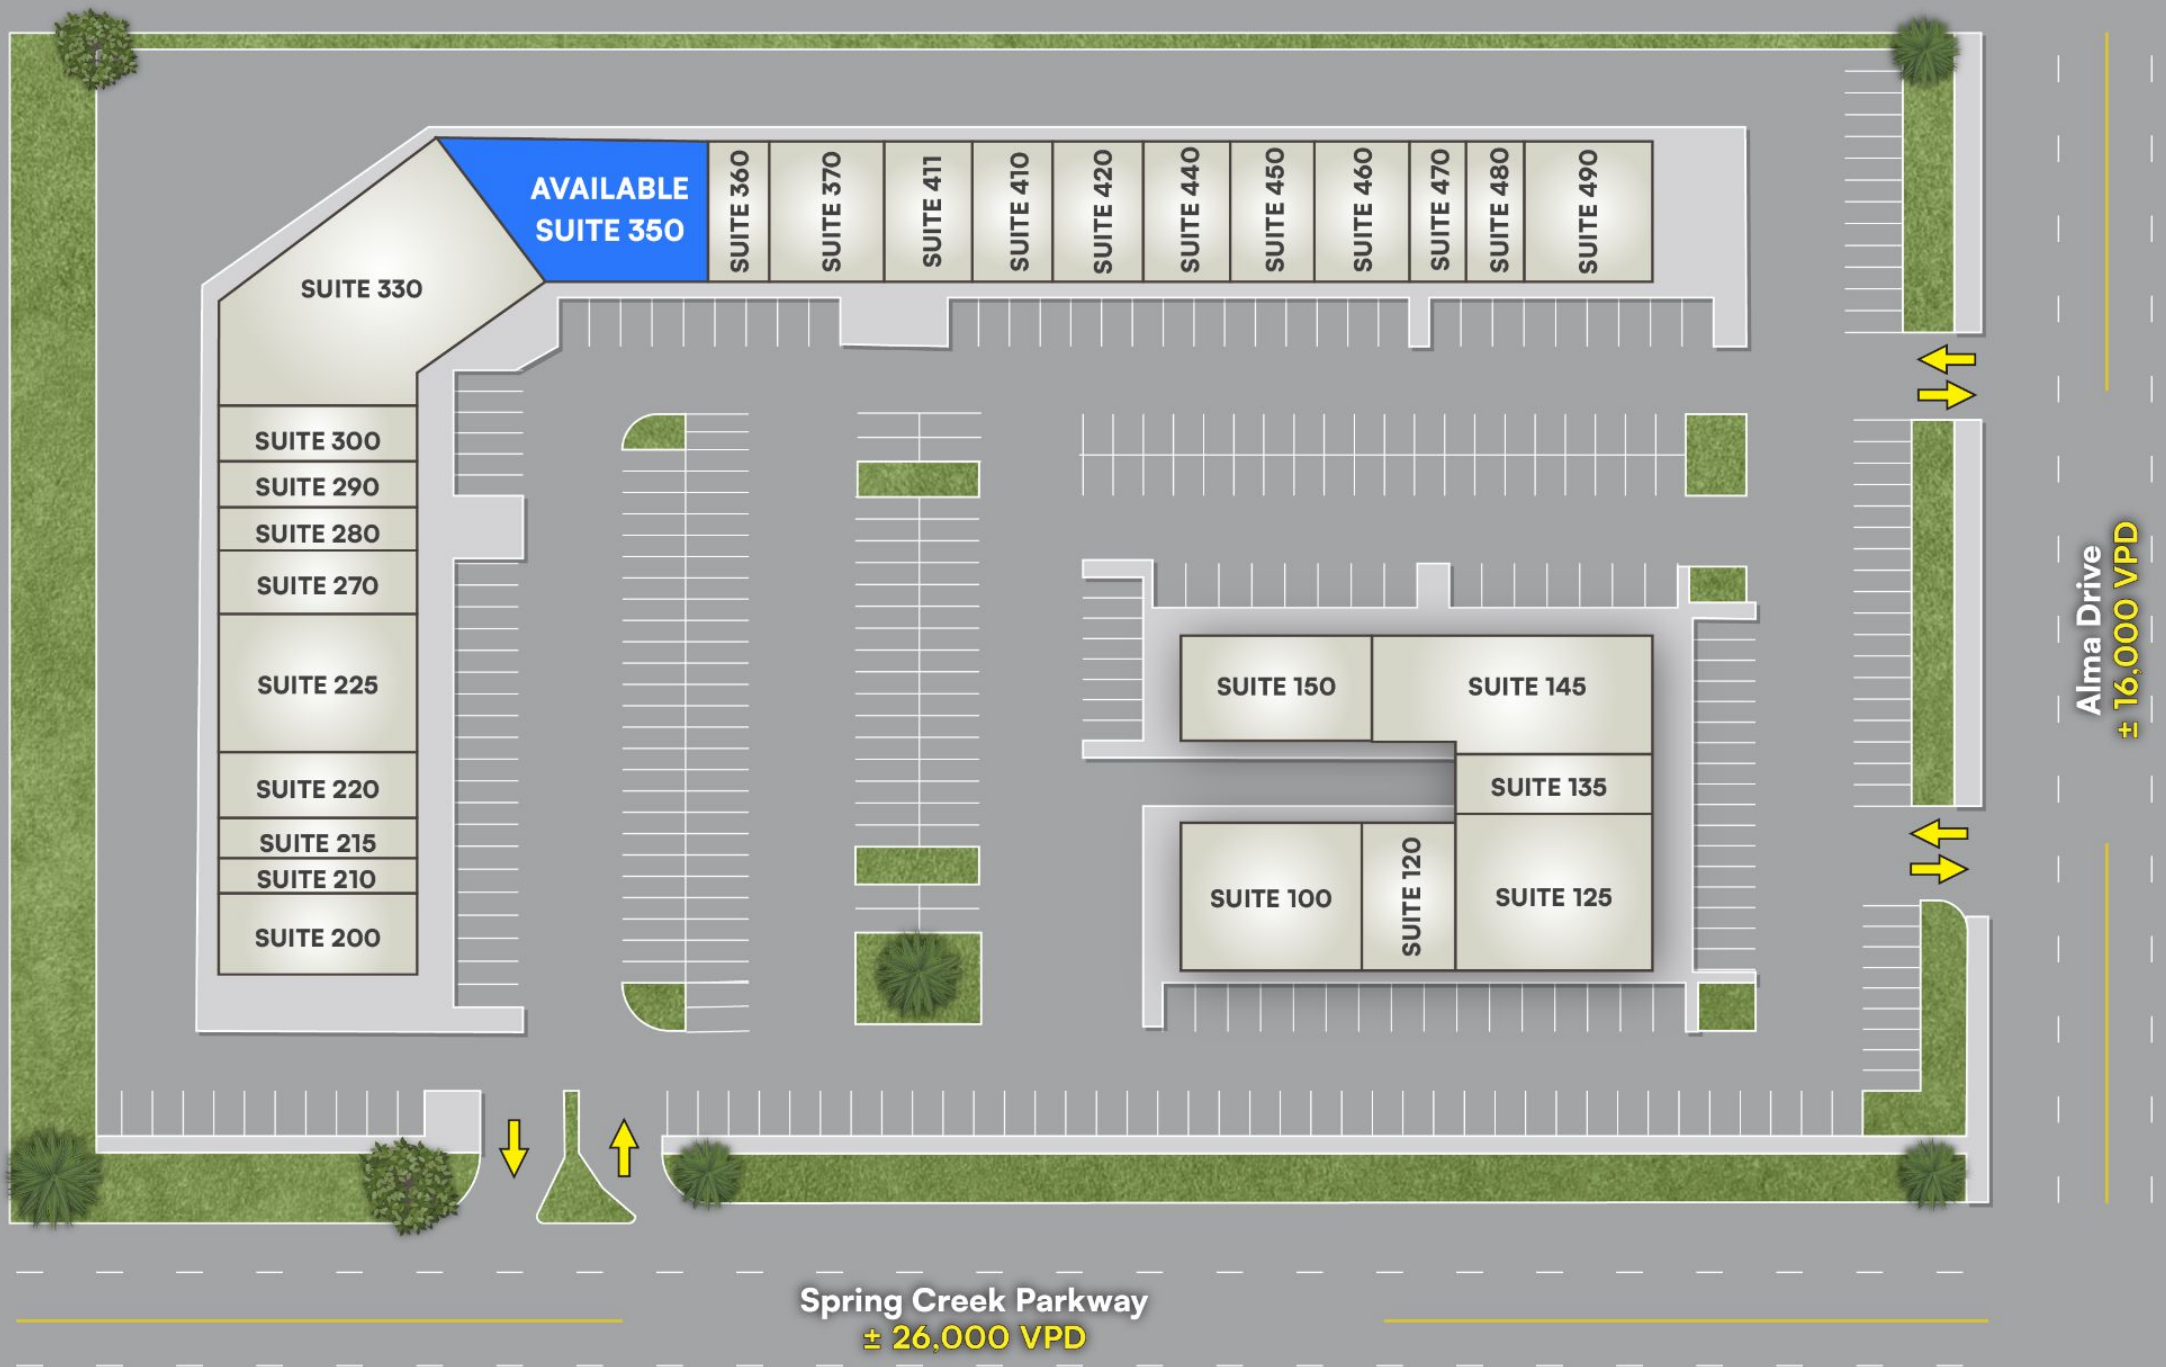 AVAILABLE
SUITE 350
SUITE 360
SUITE 370
SUITE 411
SUITE 410
SUITE 420
SUITE 440
SUITE 450
SUITE 460
SUITE 470
SUITE 480
SUITE 490
SUITE 330
SUITE 300
SUITE 290
SUITE 280
SUITE 270
SUITE 225
SUITE 220
SUITE 215
SUITE 210
SUITE 200
SUITE 150
SUITE 145
SUITE 135
SUITE 100
SUITE 120
SUITE 125
Alma Drive
± 16,000 VPD
Spring Creek Parkway
± 26,000 VPD